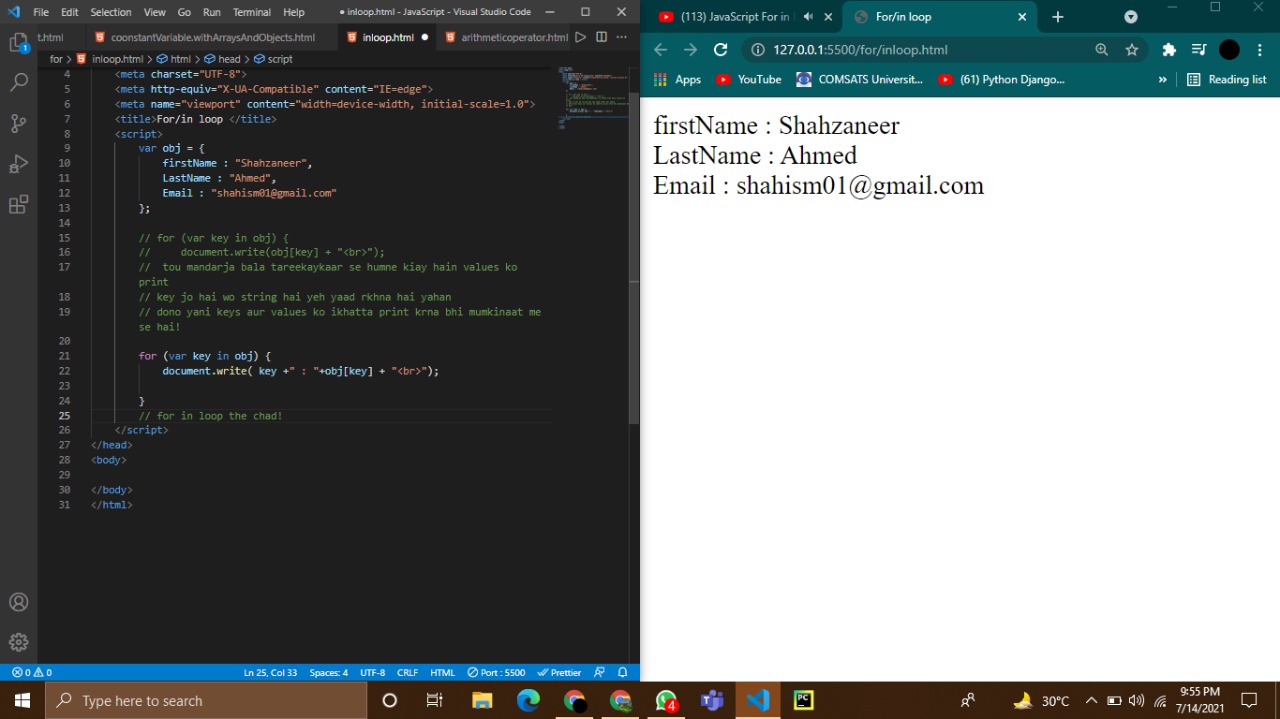 File Edit Selection View Go Run Terminal Help
● inloop.html - JavaScript - Visual Studio Code
t.html
coonstantVariable.withArraysAndObjects.html
inloop.html
arithmeticoperator.html
for > inloop.html > html > head > script
4 <meta charset="UTF-8">
5 <meta http-equiv="X-UA-Compatible" content="IE=edge">
6 <meta name="viewport" content="width=device-width, initial-scale=1.0">
7 <title>For/in loop </title>
8 <script>
9 var obj = {
10 firstName : "Shahzaneer",
11 LastName : "Ahmed",
12 Email : "shahism01@gmail.com"
13 };
14
15 // for (var key in obj) {
16 //     document.write(obj[key] + "<br>");
17 //  tou mandarja bala tareekaykaar se humne kiay hain values ko
print
18 // key jo hai wo string hai yeh yaad rkhna hai yahan
19 // dono yani keys aur values ko ikhatta print krna bhi mumkinaat me
se hai!
20
21 for (var key in obj) {
22 document.write( key +" : "+obj[key] + "<br>");
23
24 }
25 // for in loop the chad!
26 </script>
27 </head>
28 <body>
29
30 </body>
31 </html>
1
0 0
Ln 25, Col 33 Spaces: 4 UTF-8 CRLF HTML Port : 5500 Prettier
(113) JavaScript For in
For/in loop
127.0.0.1:5500/for/inloop.html
Apps YouTube COMSATS Universit... (61) Python Django... » Reading list
firstName : Shahzaneer
LastName : Ahmed
Email : shahism01@gmail.com
Type here to search
4
PC
30°C
9:55 PM
7/14/2021